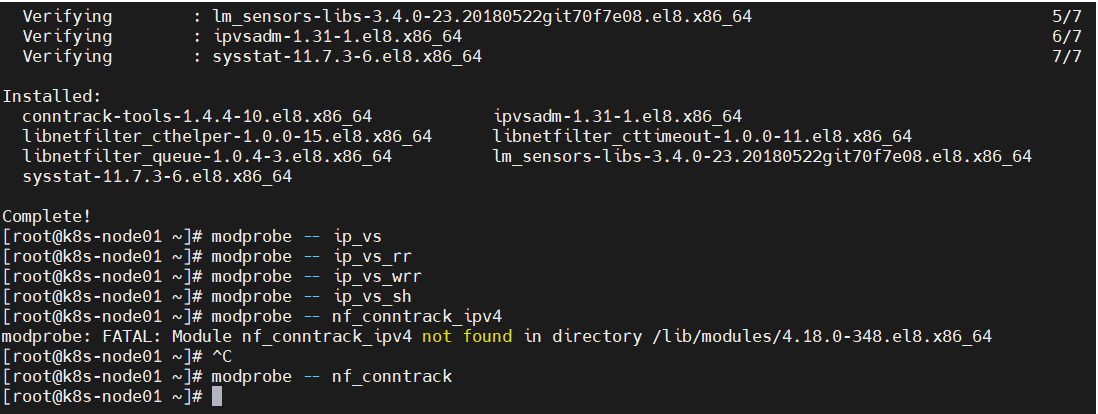 Verifying        : lm_sensors-libs-3.4.0-23.20180522git70f7e08.el8.x86_64                              5/7
Verifying        : ipvsadm-1.31-1.el8.x86_64                                                           6/7
Verifying        : sysstat-11.7.3-6.el8.x86_64                                                         7/7
Installed:
conntrack-tools-1.4.4-10.el8.x86_64            ipvsadm-1.31-1.el8.x86_64
libnetfilter_cthelper-1.0.0-15.el8.x86_64      libnetfilter_cttimeout-1.0.0-11.el8.x86_64
libnetfilter_queue-1.0.4-3.el8.x86_64          lm_sensors-libs-3.4.0-23.20180522git70f7e08.el8.x86_64
sysstat-11.7.3-6.el8.x86_64
Complete!
[root@k8s-node01 ~]# modprobe -- ip_vs
[root@k8s-node01 ~]# modprobe -- ip_vs_rr
[root@k8s-node01 ~]# modprobe -- ip_vs_wrr
[root@k8s-node01 ~]# modprobe -- ip_vs_sh
[root@k8s-node01 ~]# modprobe -- nf_conntrack_ipv4
modprobe: FATAL: Module nf_conntrack_ipv4 not found in directory /lib/modules/4.18.0-348.el8.x86_64
[root@k8s-node01 ~]# ^C
[root@k8s-node01 ~]# modprobe -- nf_conntrack
[root@k8s-node01 ~]#